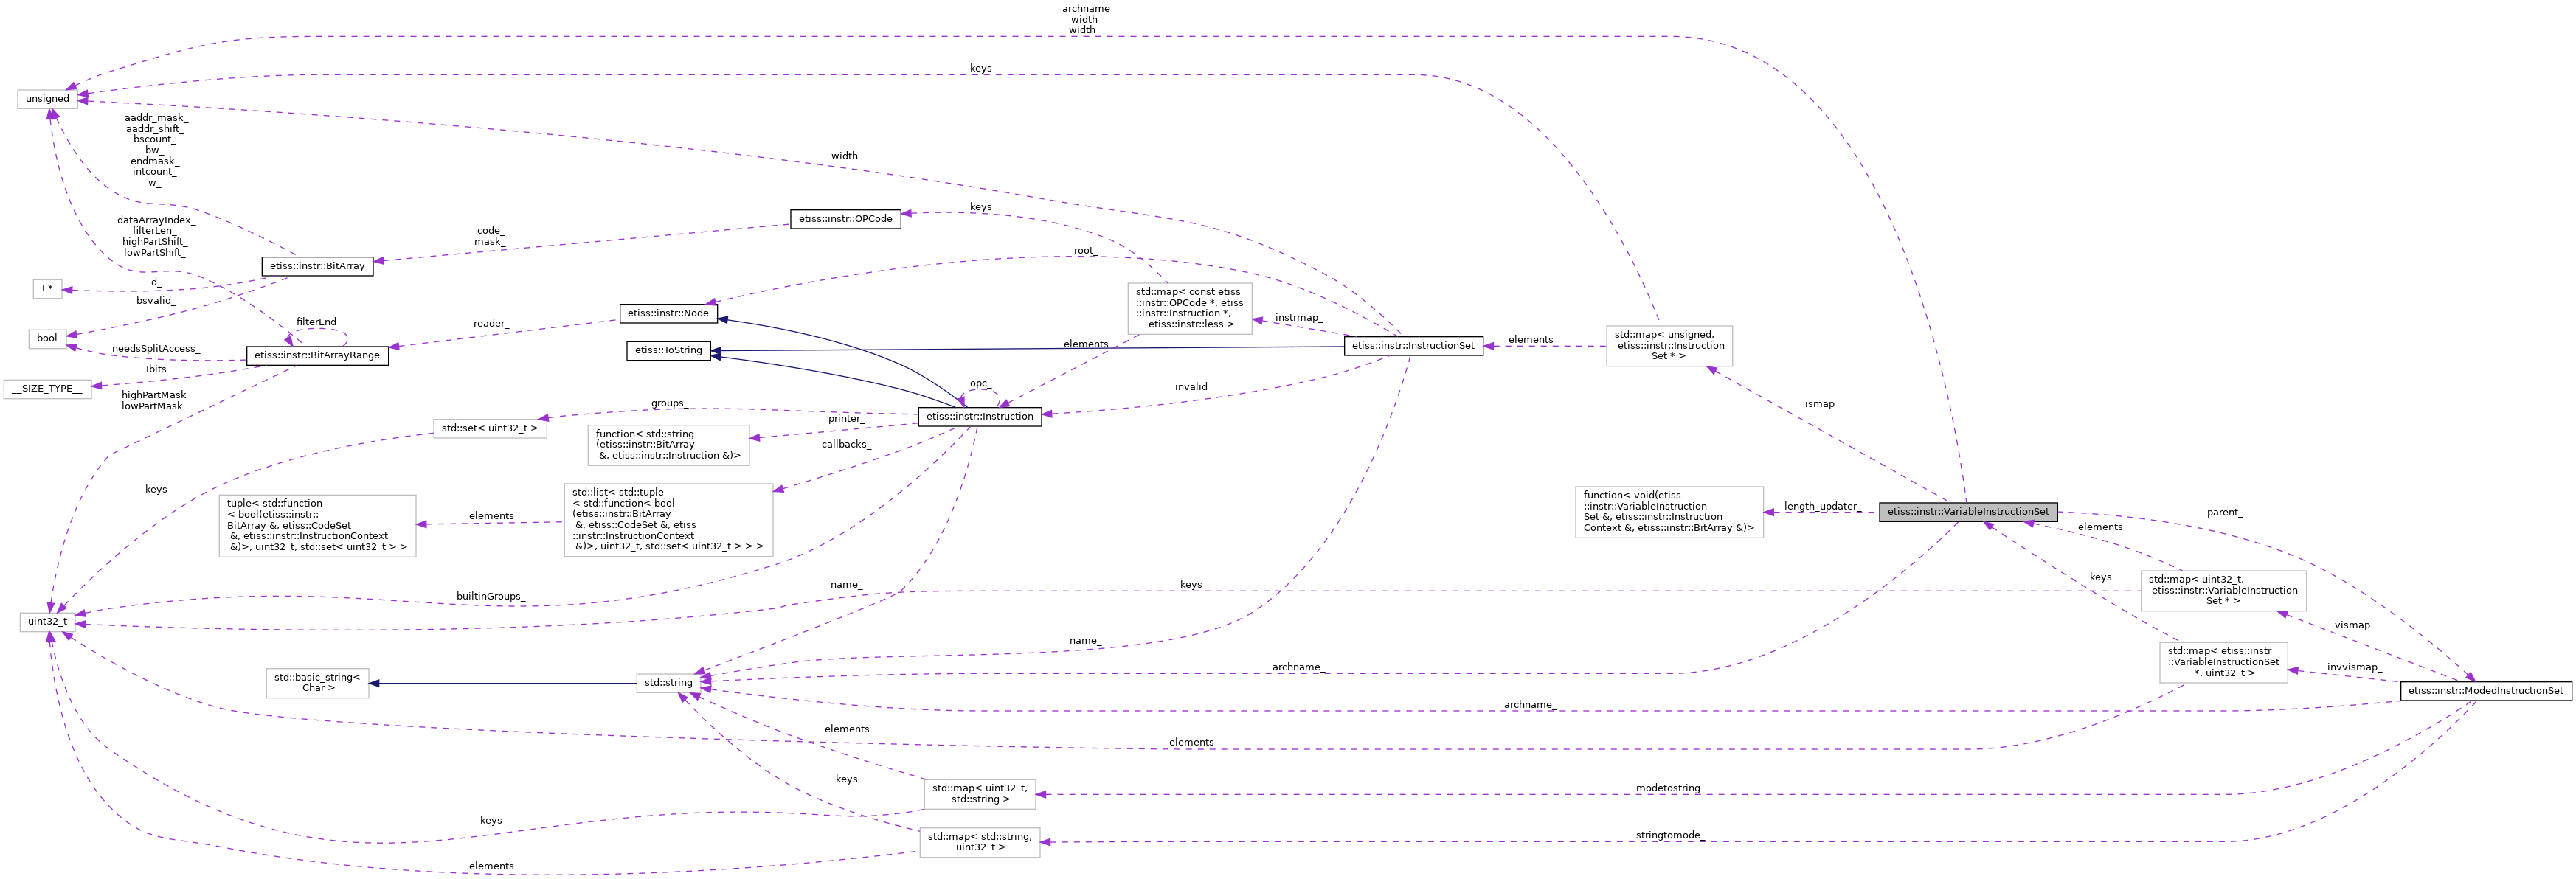 archname
width
width_
keys
unsigned
aaddr_mask_
aaddr_shift_
bscount_
bw_
endmask_
intcount_
w_
width_
dataArrayIndex_
filterLen_
highPartShift_
lowPartShift_
code_
mask_
etiss::instr::OPCode
keys
root_
etiss::instr::BitArray
I *
d_
bsvalid_
std::map< const etiss
::instr::OPCode *, etiss
::instr::Instruction *,
etiss::instr::less >
etiss::instr::Node
reader_
filterEnd_
instrmap_
bool
needsSplitAccess_
etiss::instr::BitArrayRange
etiss::ToString
elements
etiss::instr::InstructionSet
elements
std::map< unsigned,
etiss::instr::Instruction
Set * >
Ibits
__SIZE_TYPE__
highPartMask_
lowPartMask_
opc_
invalid
ismap_
groups_
etiss::instr::Instruction
printer_
std::set< uint32_t >
function< std::string
(etiss::instr::BitArray
&, etiss::instr::Instruction &)>
callbacks_
keys
tuple< std::function
< bool(etiss::instr::
BitArray &, etiss::CodeSet
&, etiss::instr::InstructionContext
&)>, uint32_t, std::set< uint32_t > >
elements
std::list< std::tuple
< std::function< bool
(etiss::instr::BitArray
&, etiss::CodeSet &, etiss
::instr::InstructionContext
&)>, uint32_t, std::set< uint32_t > > >
function< void(etiss
::instr::VariableInstruction
Set &, etiss::instr::Instruction
Context &, etiss::instr::BitArray &)>
length_updater_
etiss::instr::VariableInstructionSet
parent_
elements
keys
std::map< uint32_t,
etiss::instr::VariableInstruction
Set * >
name_
keys
builtinGroups_
uint32_t
vismap_
name_
std::map< etiss::instr
::VariableInstructionSet
*, uint32_t >
invvismap_
archname_
std::basic_string<
Char >
std::string
etiss::instr::ModedInstructionSet
archname_
elements
elements
keys
std::map< uint32_t,
std::string >
modetostring_
keys
std::map< std::string,
uint32_t >
stringtomode_
elements